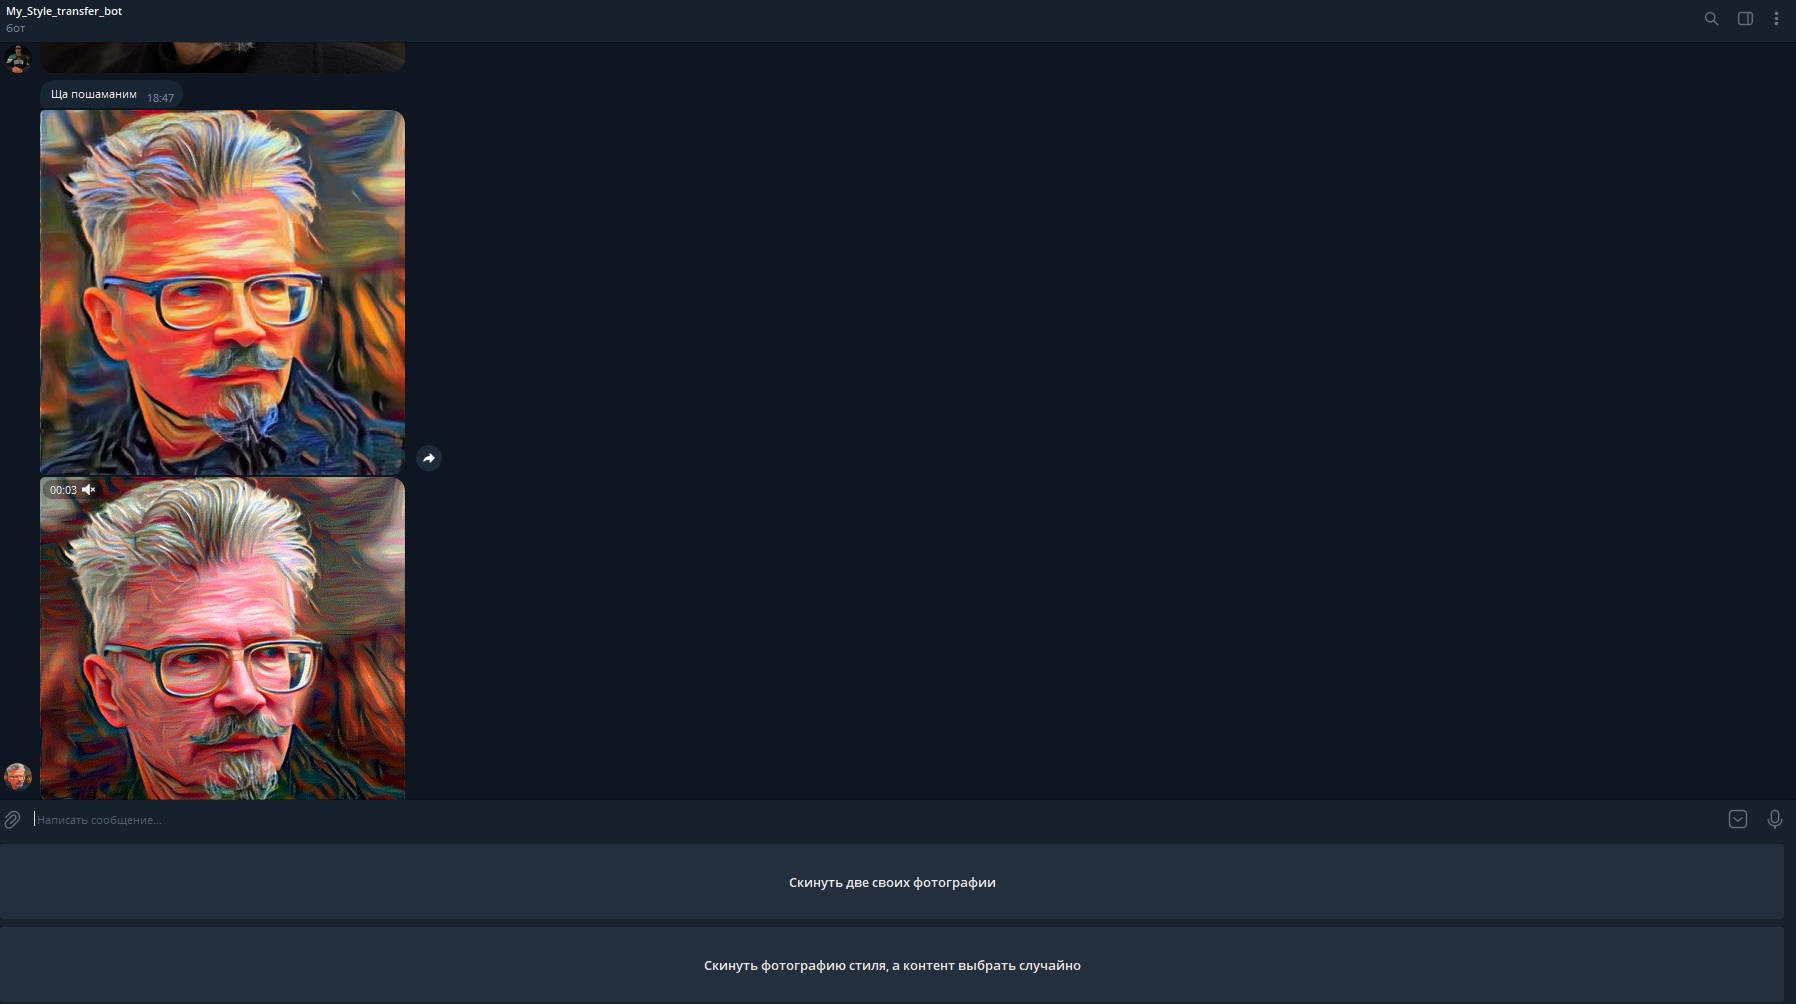 My_Style_transfer_bot
бот
Ща пошаманим 18:47
00:03
Написать сообщение...
Скинуть две своих фотографии
Скинуть фотографию стиля, а контент выбрать случайно